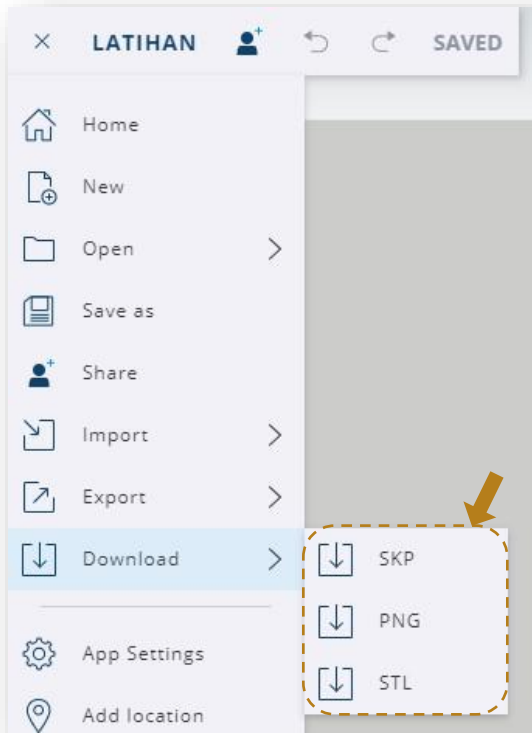 LATIHAN SAVED
Home
New
Open
Save as
Share
Import
Export
Download
SKP
PNG
STL
App Settings
Add location